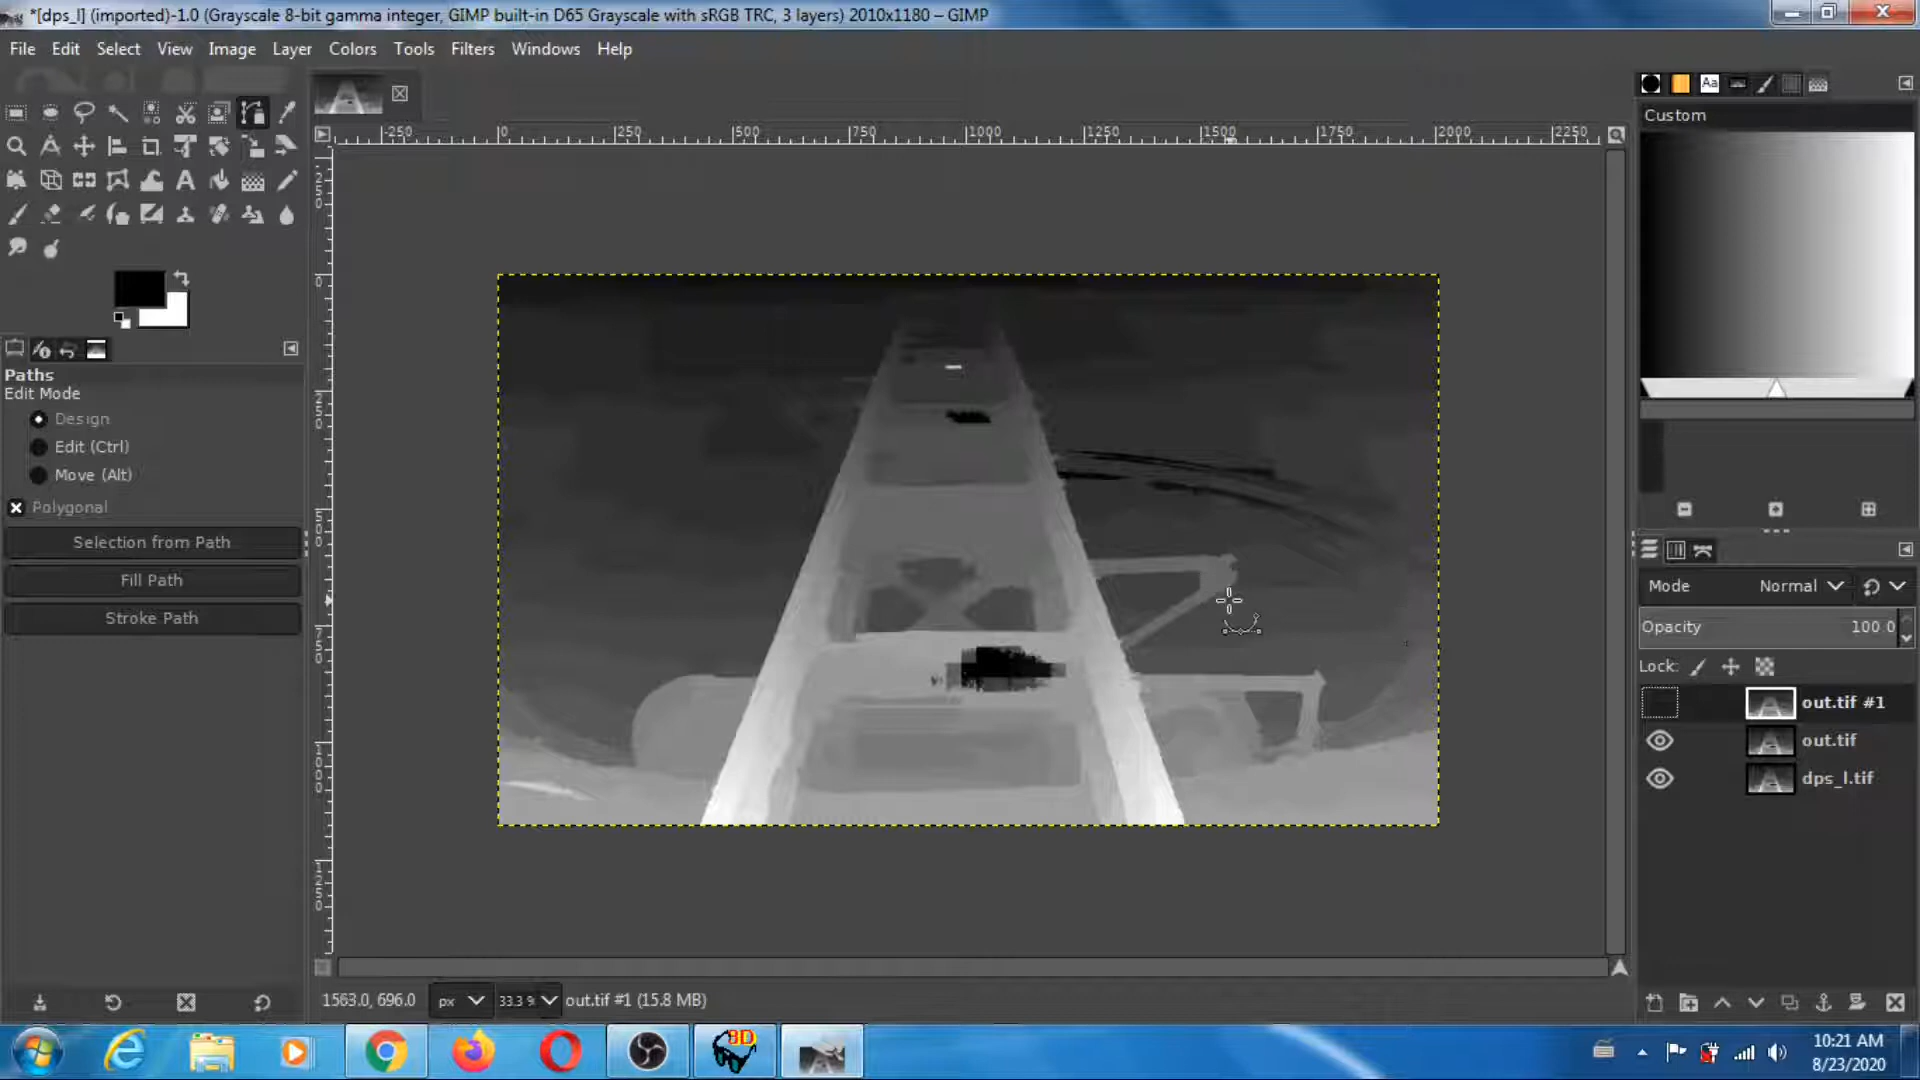 *[dps_l] (imported)-1.0 (Grayscale 8-bit gamma integer, GIMP built-in D65 Grayscale with sRGB TRC, 3 layers) 2010x1180 – GIMP
File Edit Select View Image Layer Colors Tools Filters Windows Help
Aa
Custom
-250 0 250 500 750 1000 1250 1500 1750 2000 2250
A
Paths
Edit Mode
Design
Edit (Ctrl)
Move (Alt)
Polygonal
Selection from Path
Fill Path
Stroke Path
Mode Normal
Opacity 100.0
Lock:
out.tif #1
out.tif
dps_l.tif
1563.0, 696.0 px 33.3 % out.tif #1 (15.8 MB)
3D
10:21 AM
8/23/2020